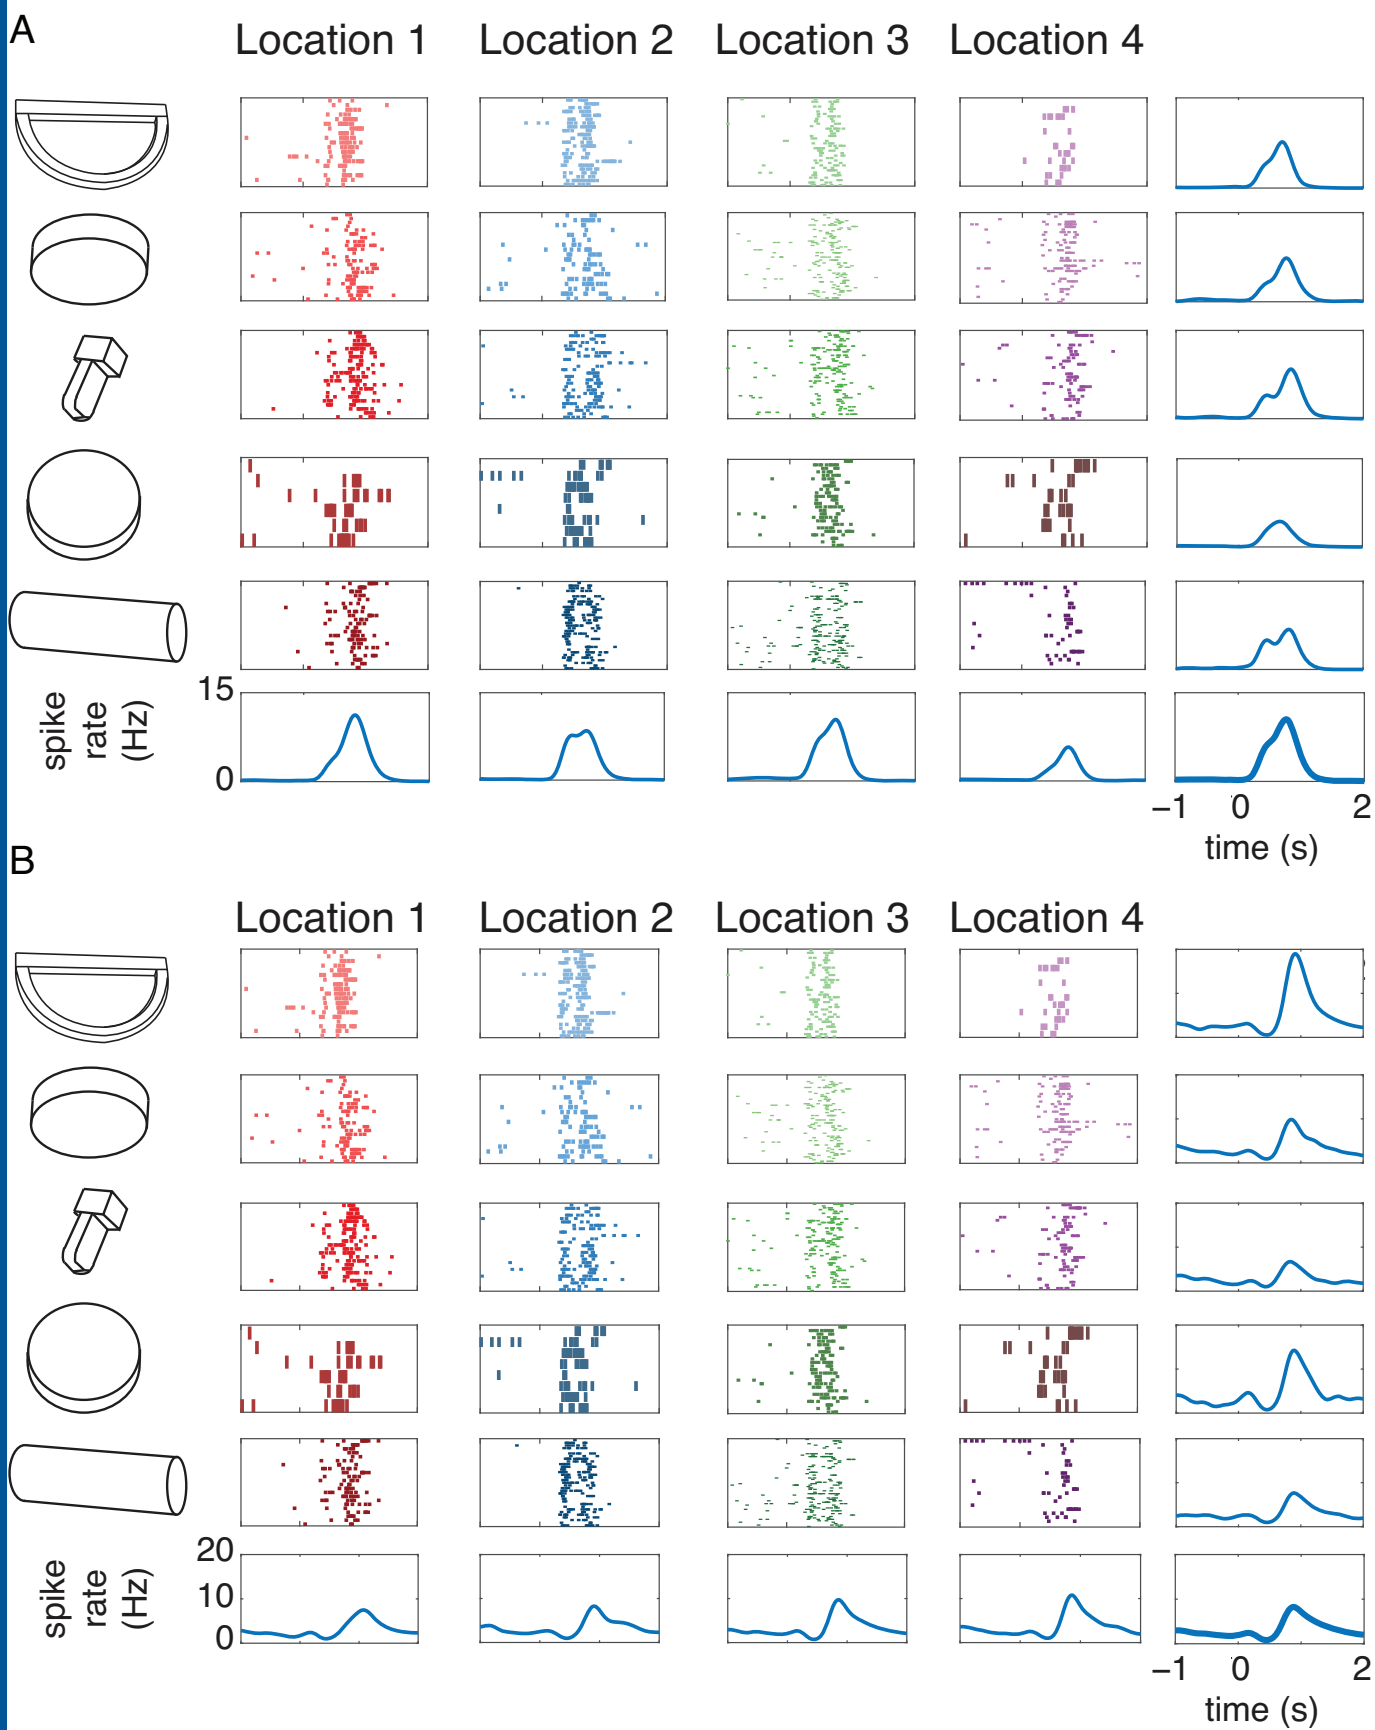 A
Location 1 Location 2 Location 3 Location 4
15
spike
rate
(Hz)
0
−1 0 2
time (s)
B
Location 1 Location 2 Location 3 Location 4
20
spike
rate
(Hz)
10
0
−1 0 2
time (s)